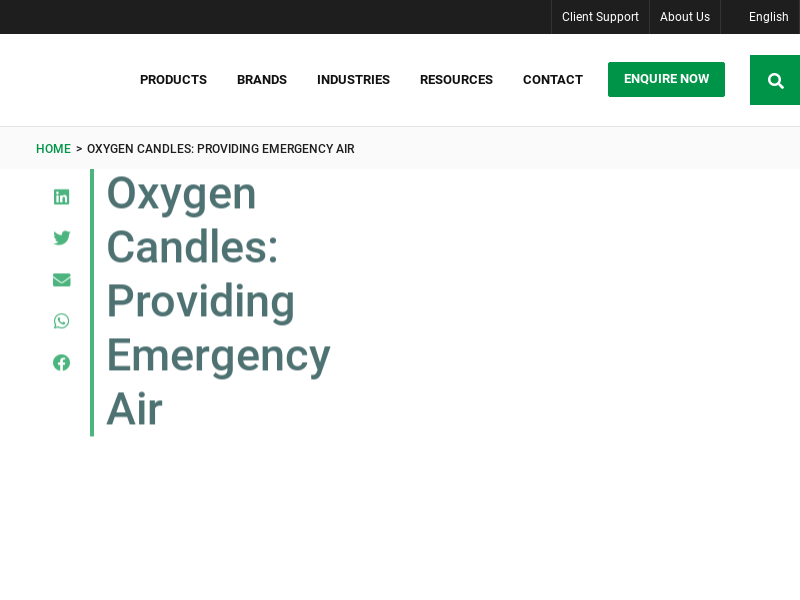 Client Support About Us English
PRODUCTS BRANDS INDUSTRIES RESOURCES CONTACT ENQUIRE NOW
HOME > OXYGEN CANDLES: PROVIDING EMERGENCY AIR
Oxygen
Candles:
Providing
Emergency
Air